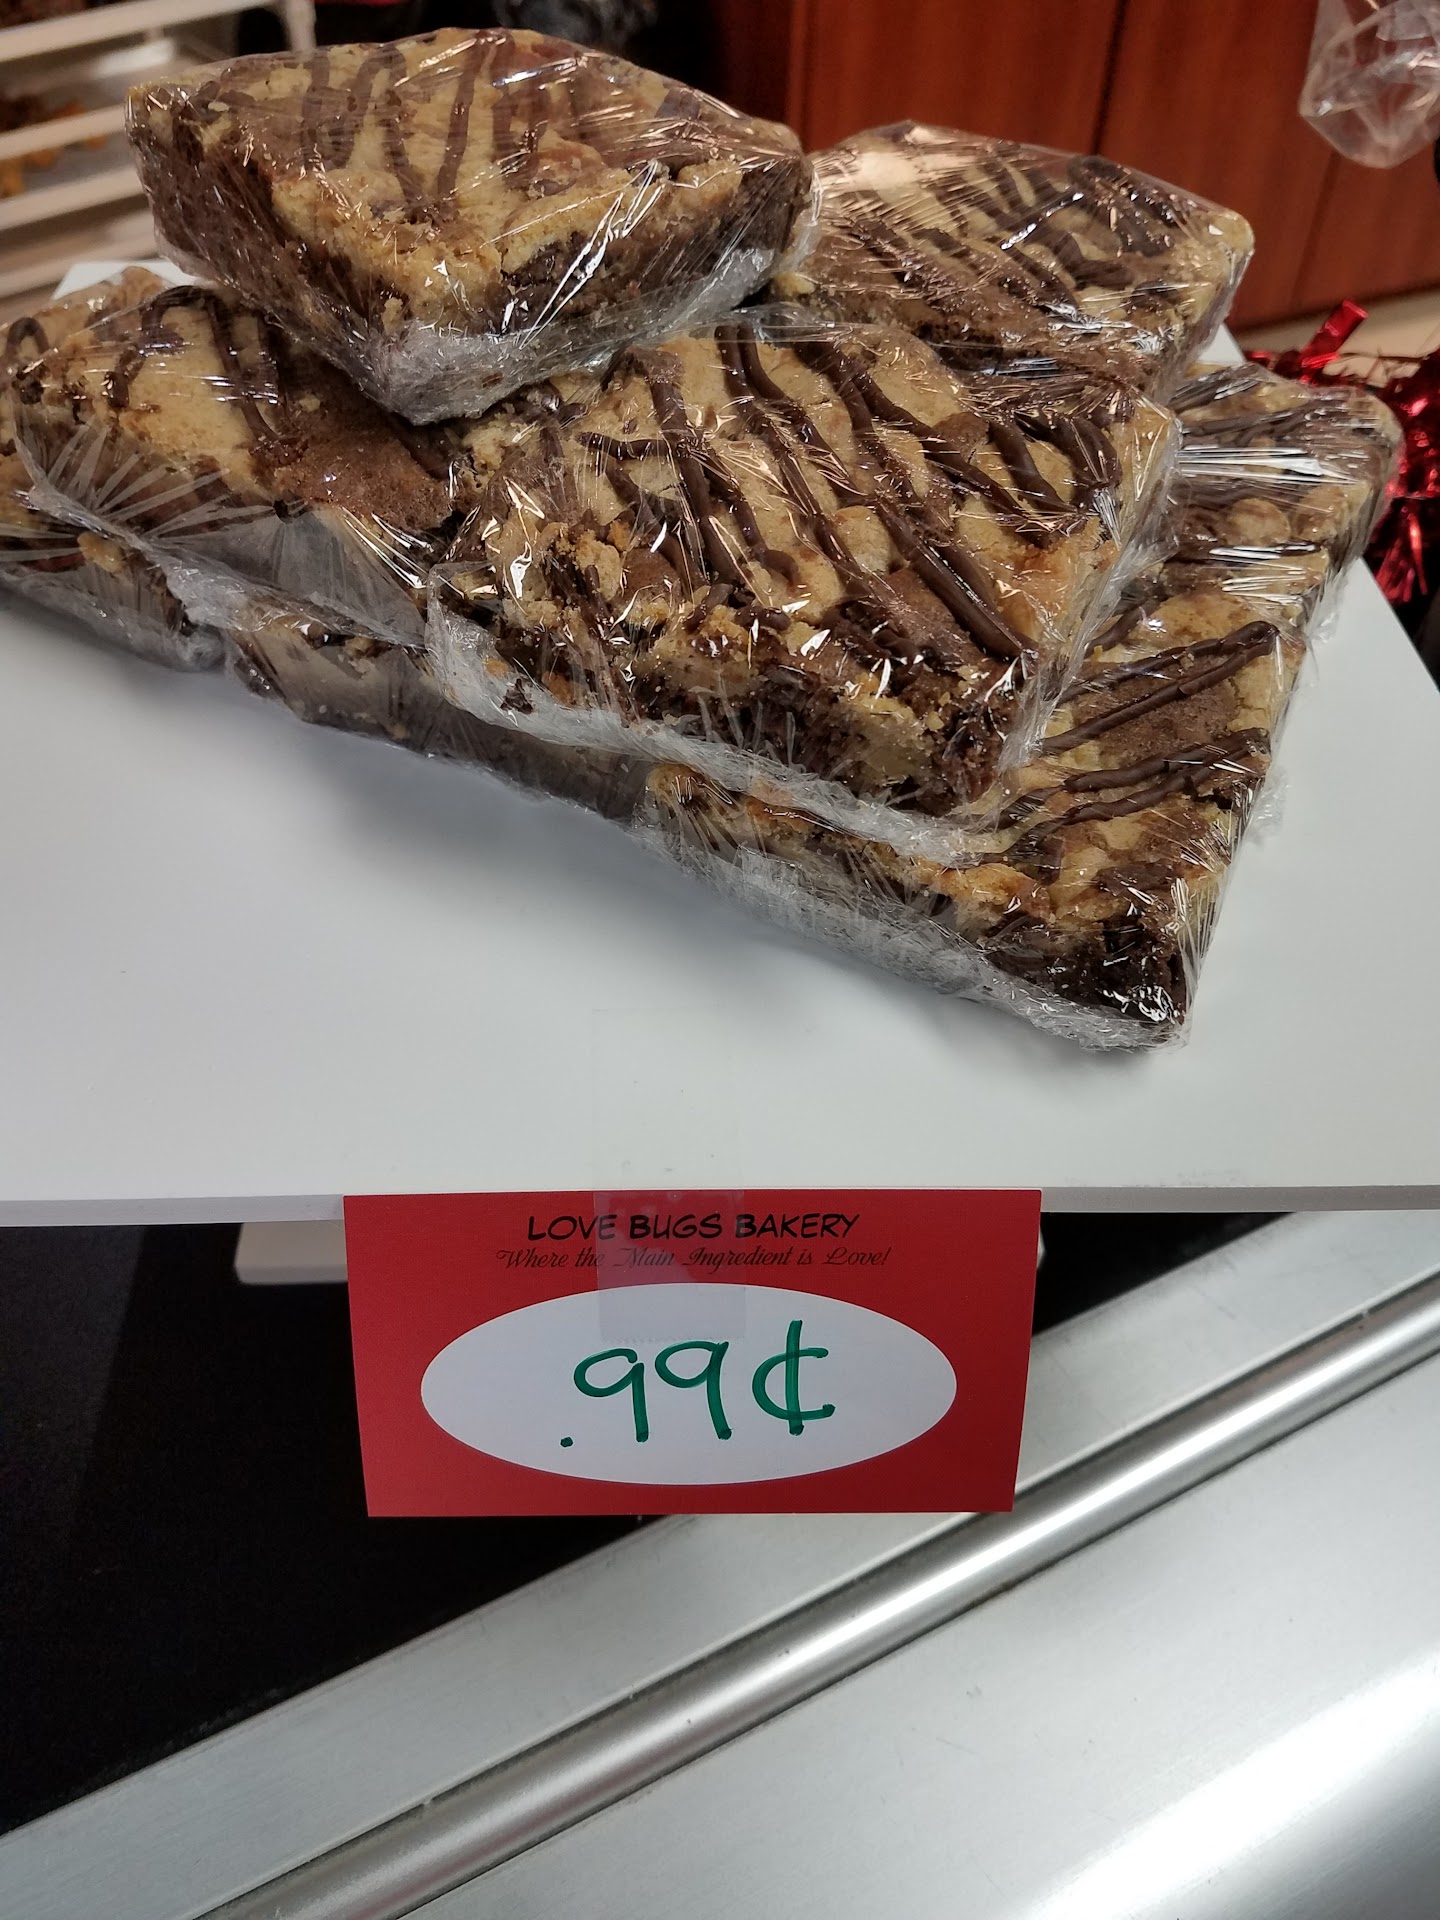 LOVE BUGS BAKERY
Where the Main Ingredient is Love!
.99¢